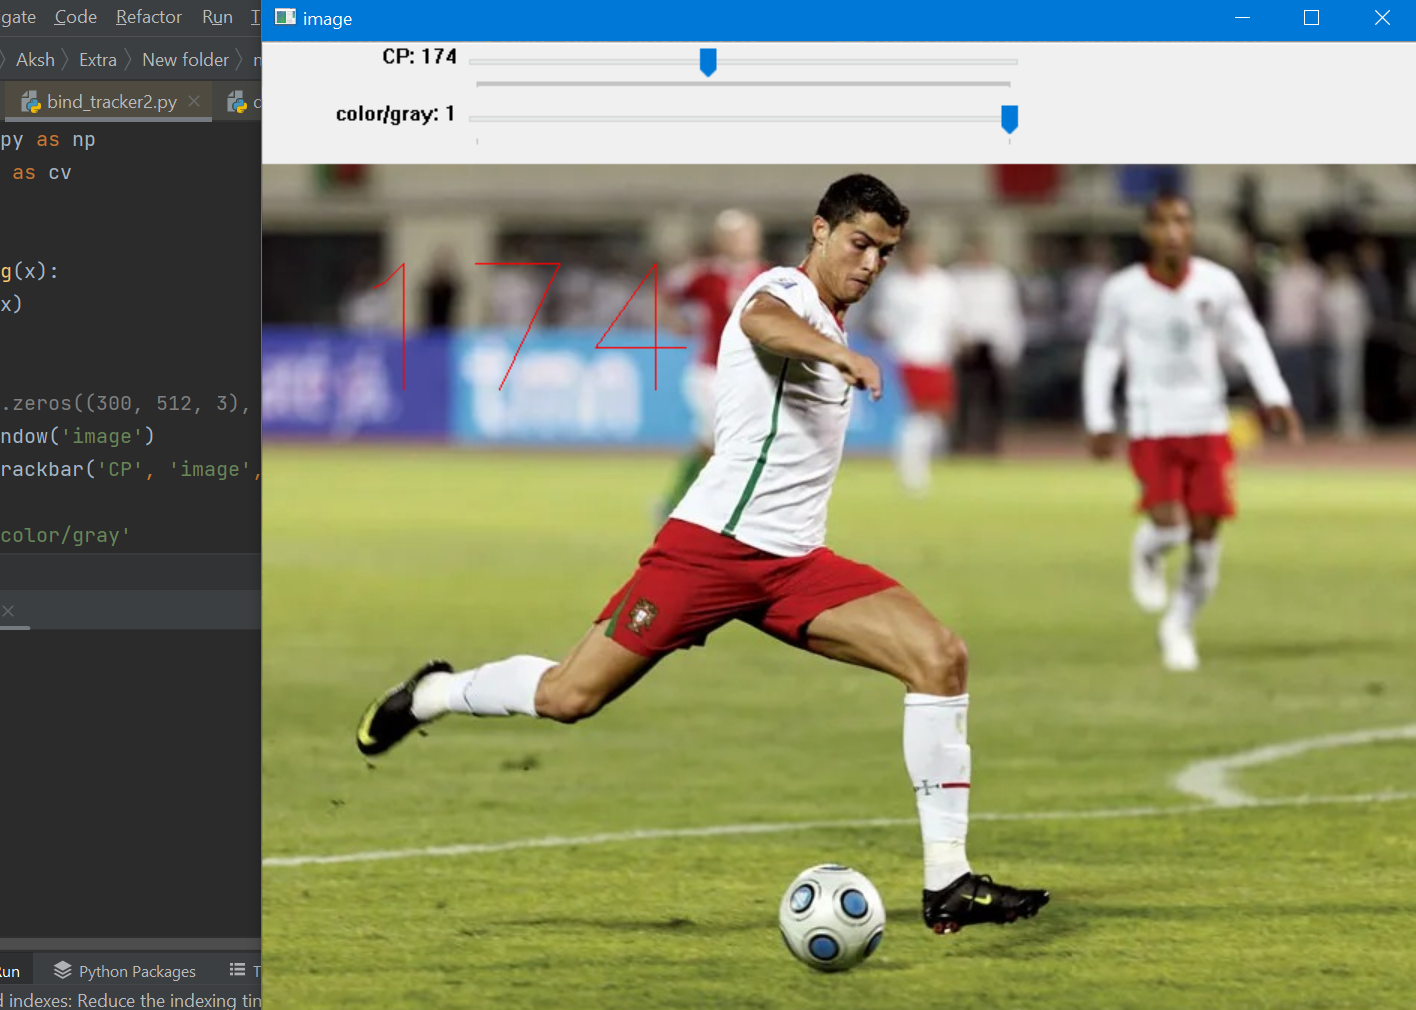 gate Code Refactor Run T
image
Aksh Extra New folder n
CP: 174
bind_tracker2.py
color/gray: 1
py as np
as cv
g(x):
x)
174
.zeros((300, 512, 3),
ndow('image')
rackbar('CP', 'image',
color/gray'
un Python Packages T
d indexes: Reduce the indexing tin